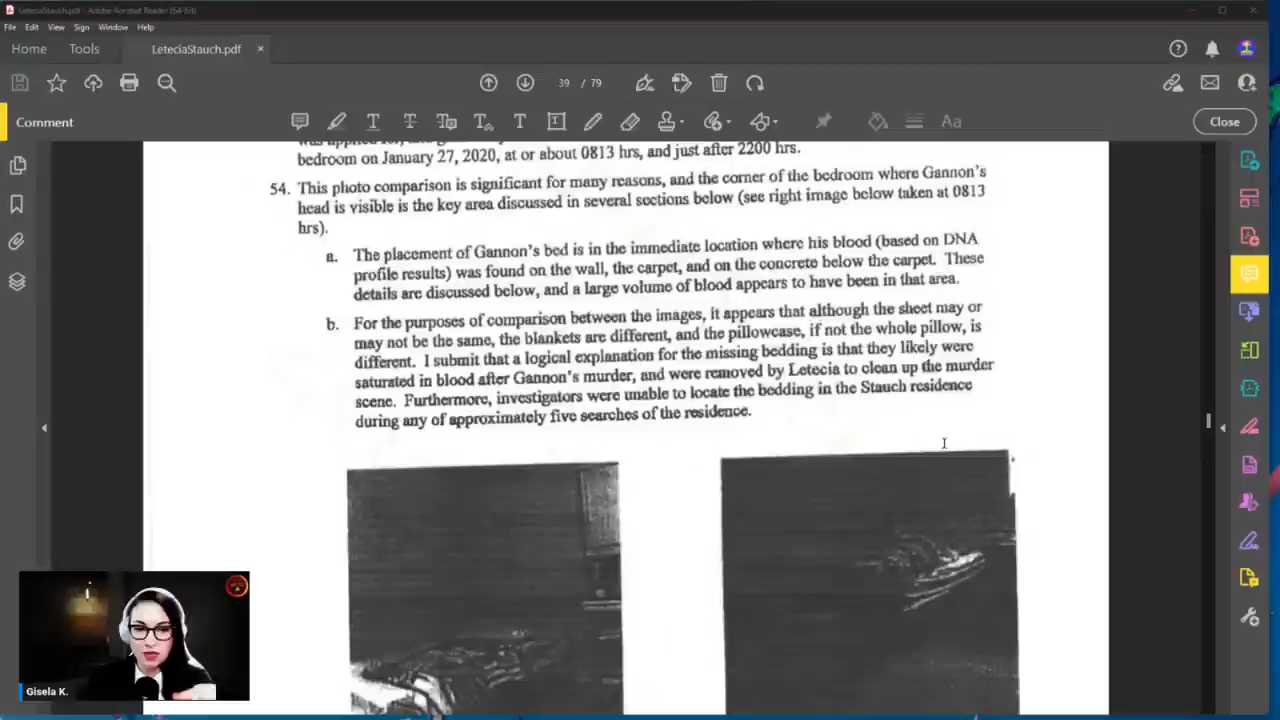 LeteciaStauch.pdf - Adobe Acrobat Reader (64-bit)
File Edit View Sign Window Help
Home Tools LeteciaStauch.pdf ×
39 / 79
Comment
Aa
Close
bedroom on January 27, 2020, at or about 0813 hrs, and just after 2200 hrs.
54. This photo comparison is significant for many reasons, and the corner of the bedroom where Gannon's
head is visible is the key area discussed in several sections below (see right image below taken at 0813
hrs).
a. The placement of Gannon's bed is in the immediate location where his blood (based on DNA
profile results) was found on the wall, the carpet, and on the concrete below the carpet. These
details are discussed below, and a large volume of blood appears to have been in that area.
b. For the purposes of comparison between the images, it appears that although the sheet may or
may not be the same, the blankets are different, and the pillowcase, if not the whole pillow, is
different. I submit that a logical explanation for the missing bedding is that they likely were
saturated in blood after Gannon's murder, and were removed by Letecia to clean up the murder
scene. Furthermore, investigators were unable to locate the bedding in the Stauch residence
during any of approximately five searches of the residence.
Gisela K.